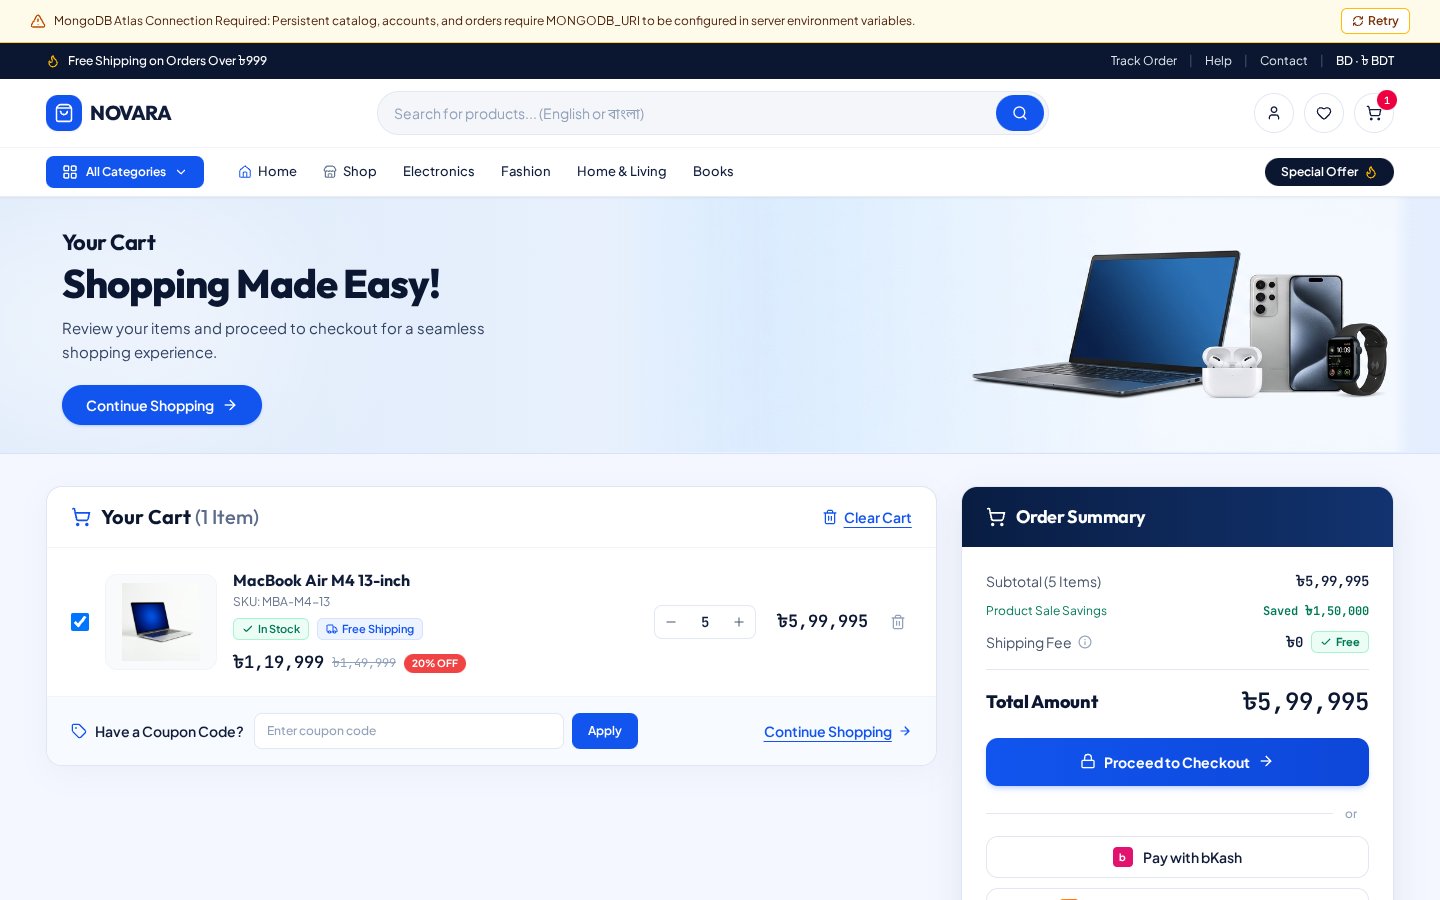 MongoDB Atlas Connection Required: Persistent catalog, accounts, and orders require MONGODB_URI to be configured in server environment variables.
Retry
Free Shipping on Orders Over ৳999
Track Order | Help | Contact | BD · ৳ BDT
NOVARA
Search for products... (English or বাংলা)
1
All Categories
Home
Shop
Electronics
Fashion
Home & Living
Books
Special Offer
Your Cart
Shopping Made Easy!
Review your items and proceed to checkout for a seamless
shopping experience.
Continue Shopping
Your Cart (1 Item)
Clear Cart
MacBook Air M4 13-inch
SKU: MBA-M4-13
In Stock
Free Shipping
৳1,19,999 ৳1,49,999 20% OFF
5
৳5,99,995
Have a Coupon Code?
Enter coupon code
Apply
Continue Shopping
Order Summary
Subtotal (5 Items) ৳5,99,995
Product Sale Savings Saved ৳1,50,000
Shipping Fee ৳0 Free
Total Amount ৳5,99,995
Proceed to Checkout
or
b Pay with bKash